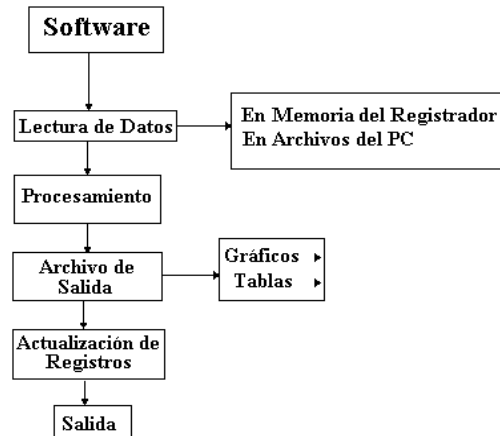 Software
Lectura de Datos
En Memoria del Registrador
En Archivos del PC
Procesamiento
Archivo de
Salida
Gráficos
Tablas
Actualización de
Registros
Salida